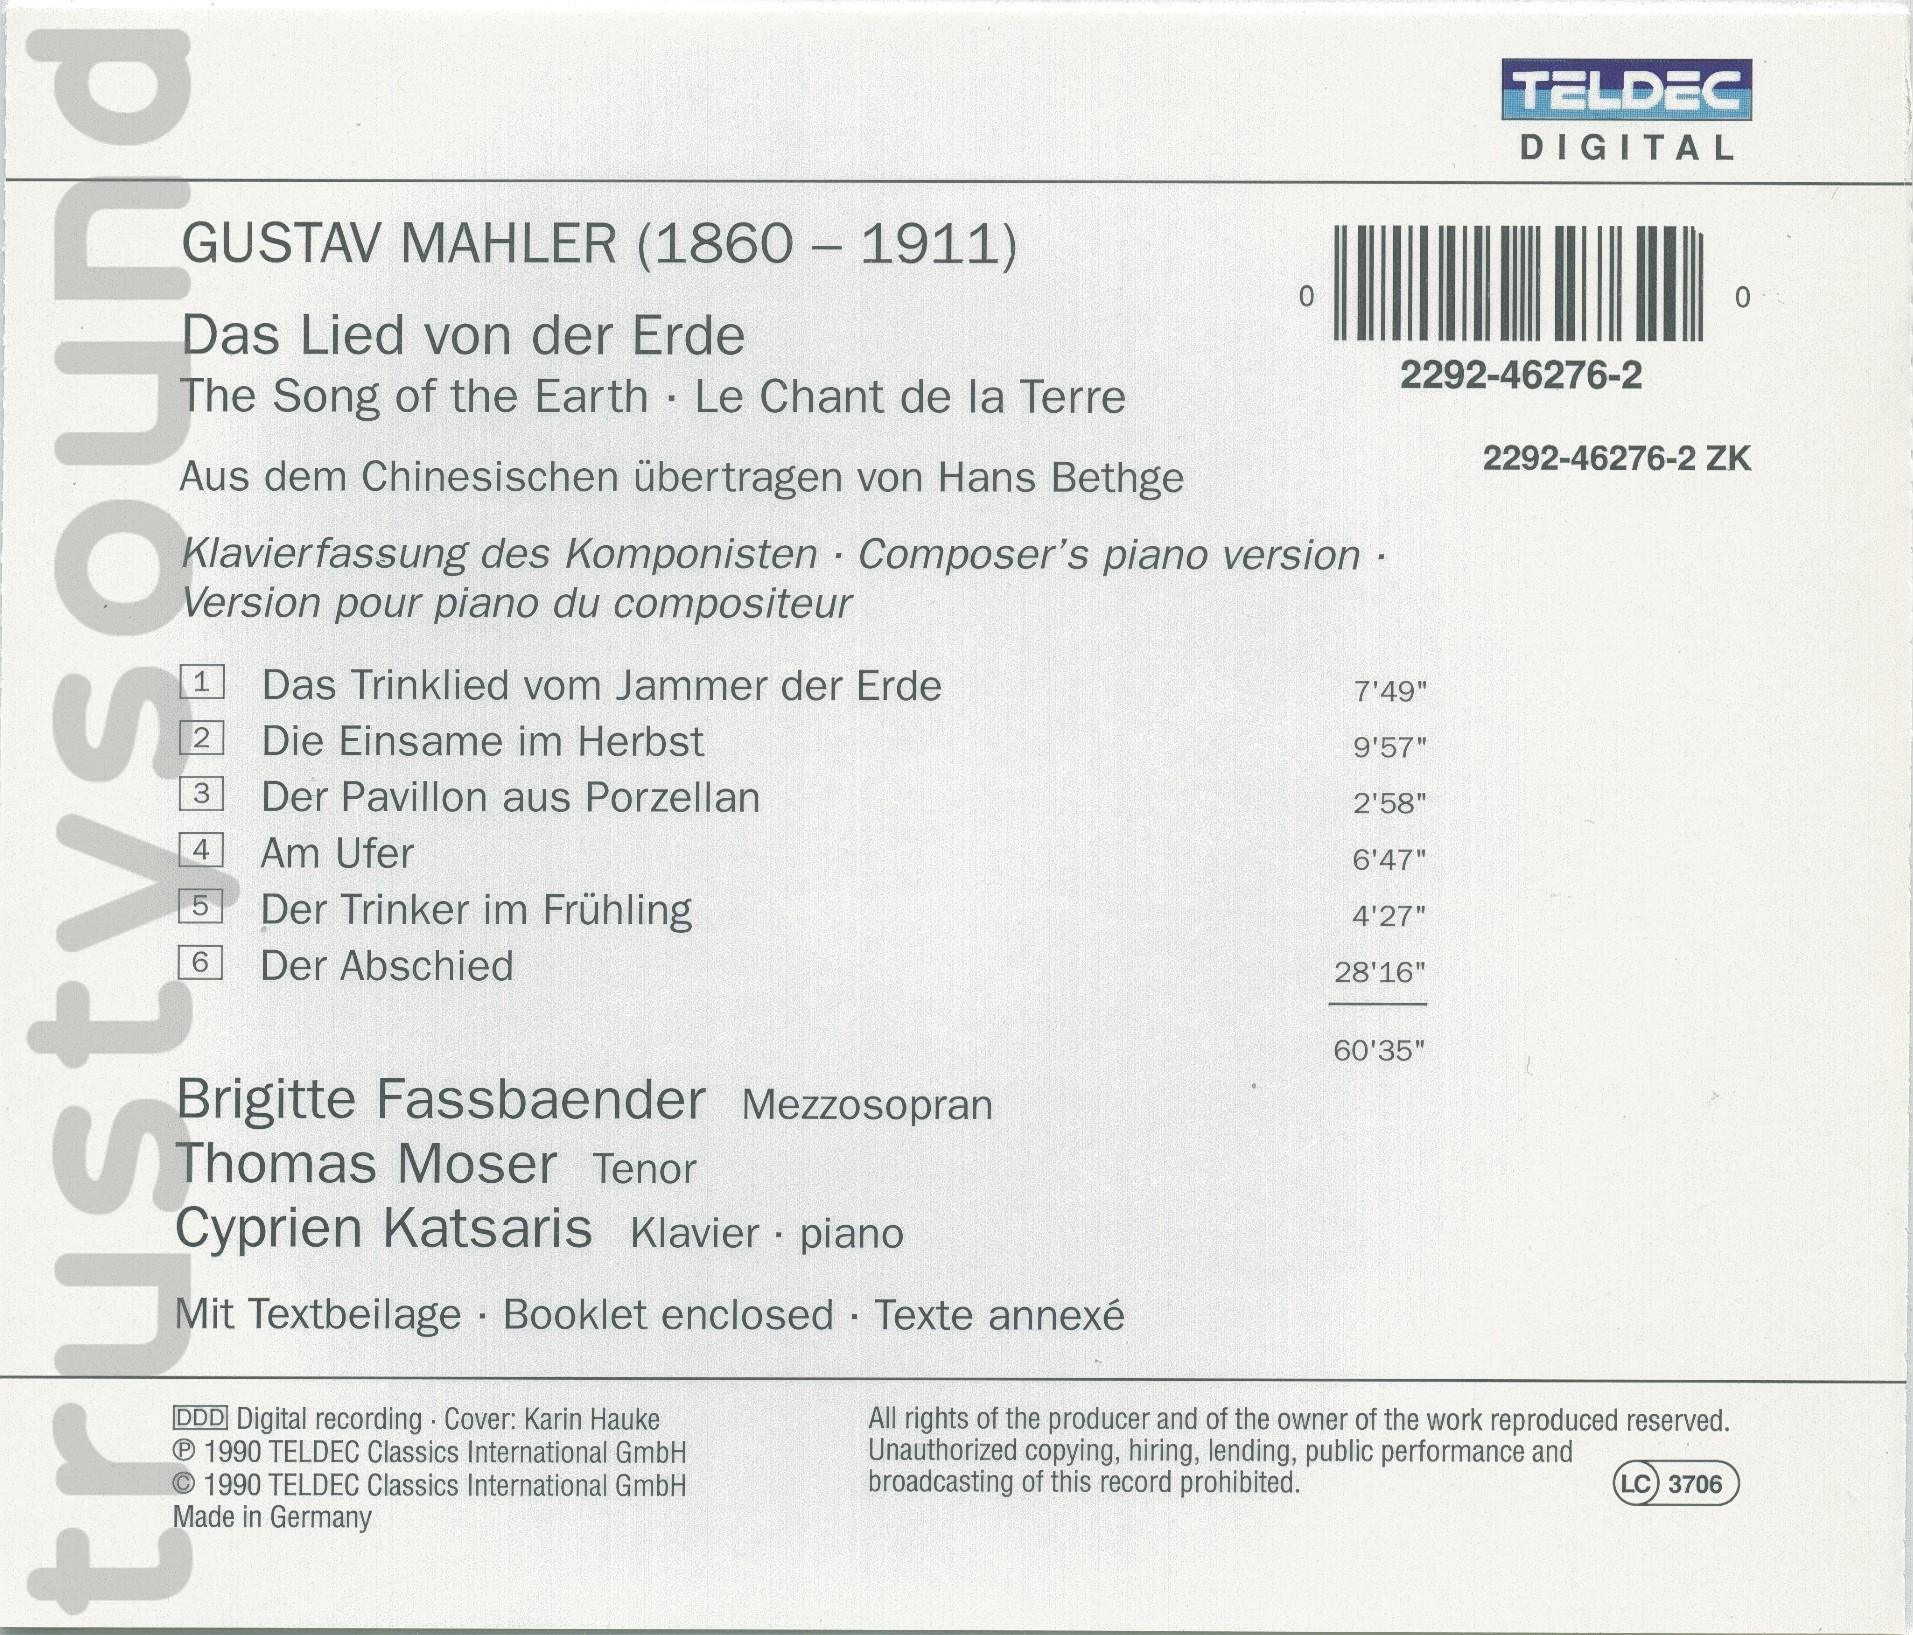 trustysound
TELDEC
DIGITAL
GUSTAV MAHLER (1860 – 1911)
0 0
2292-46276-2
Das Lied von der Erde
The Song of the Earth · Le Chant de la Terre
2292-46276-2 ZK
Aus dem Chinesischen übertragen von Hans Bethge
Klavierfassung des Komponisten · Composer's piano version ·
Version pour piano du compositeur
1 Das Trinklied vom Jammer der Erde 7'49"
2 Die Einsame im Herbst 9'57"
3 Der Pavillon aus Porzellan 2'58"
4 Am Ufer 6'47"
5 Der Trinker im Frühling 4'27"
6 Der Abschied 28'16"
60'35"
Brigitte Fassbaender Mezzosopran
Thomas Moser Tenor
Cyprien Katsaris Klavier · piano
Mit Textbeilage · Booklet enclosed · Texte annexé
DDD Digital recording · Cover: Karin Hauke
℗ 1990 TELDEC Classics International GmbH
© 1990 TELDEC Classics International GmbH
Made in Germany
All rights of the producer and of the owner of the work reproduced reserved.
Unauthorized copying, hiring, lending, public performance and
broadcasting of this record prohibited.
LC 3706